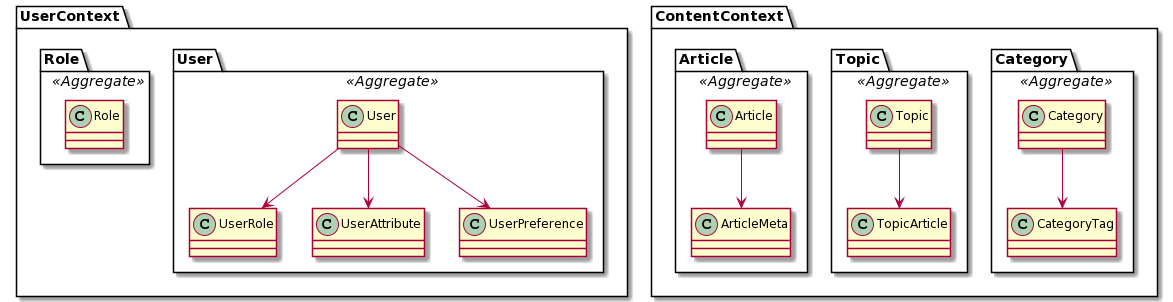 UserContext
Role
«Aggregate»
C Role
User
«Aggregate»
C User
C UserRole
C UserAttribute
C UserPreference
ContentContext
Article
«Aggregate»
C Article
C ArticleMeta
Topic
«Aggregate»
C Topic
C TopicArticle
Category
«Aggregate»
C Category
C CategoryTag